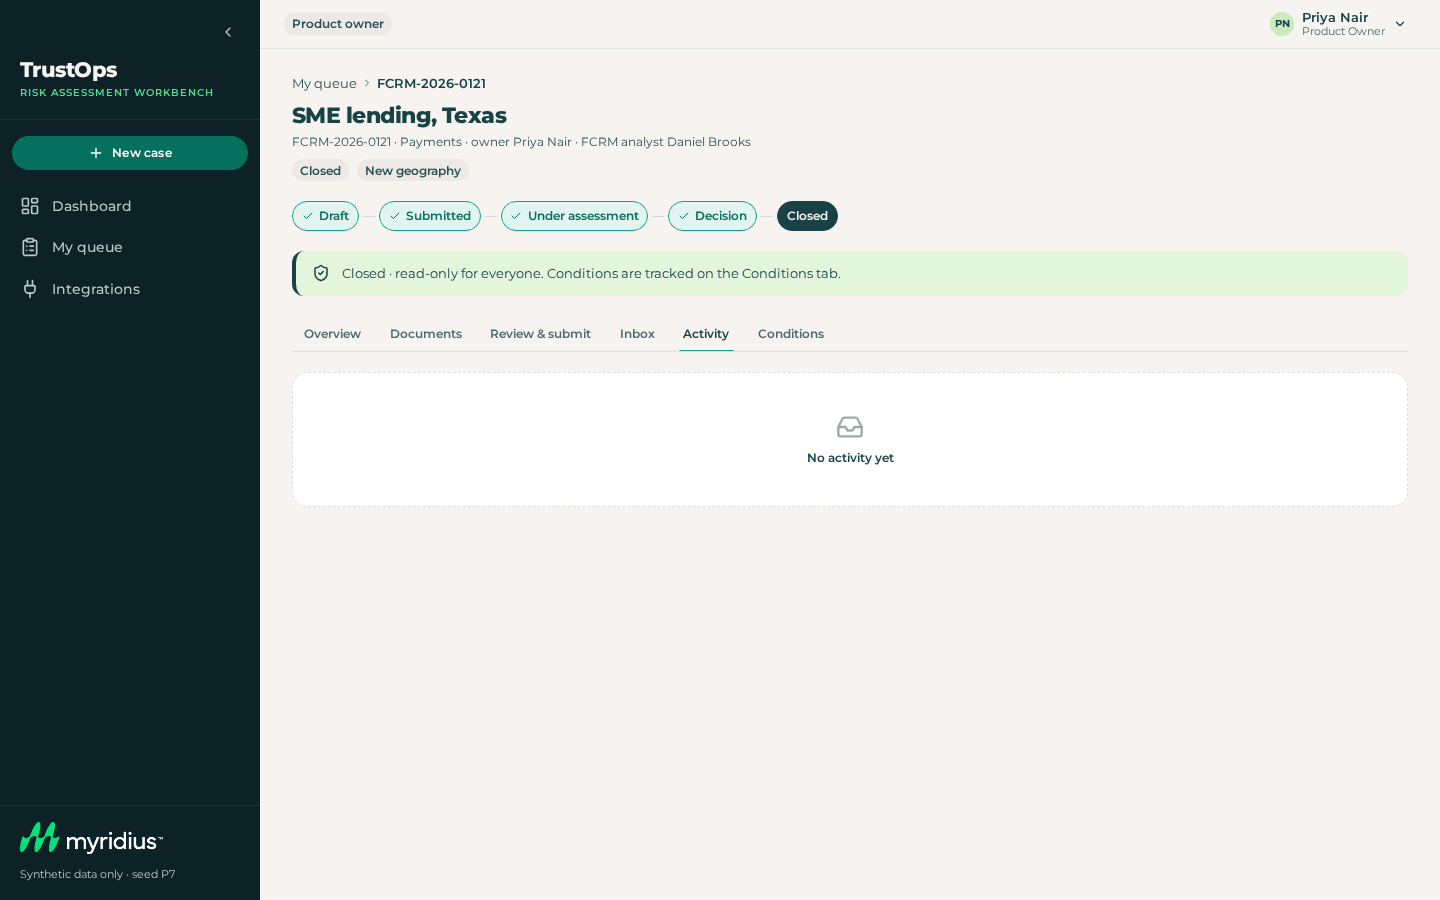 TrustOps
RISK ASSESSMENT WORKBENCH
New case
Dashboard
My queue
Integrations
myridius™
Synthetic data only · seed P7
Product owner
PN
Priya Nair
Product Owner
My queue > FCRM-2026-0121
SME lending, Texas
FCRM-2026-0121 · Payments · owner Priya Nair · FCRM analyst Daniel Brooks
Closed New geography
Draft Submitted Under assessment Decision Closed
Closed · read-only for everyone. Conditions are tracked on the Conditions tab.
Overview Documents Review & submit Inbox Activity Conditions
No activity yet